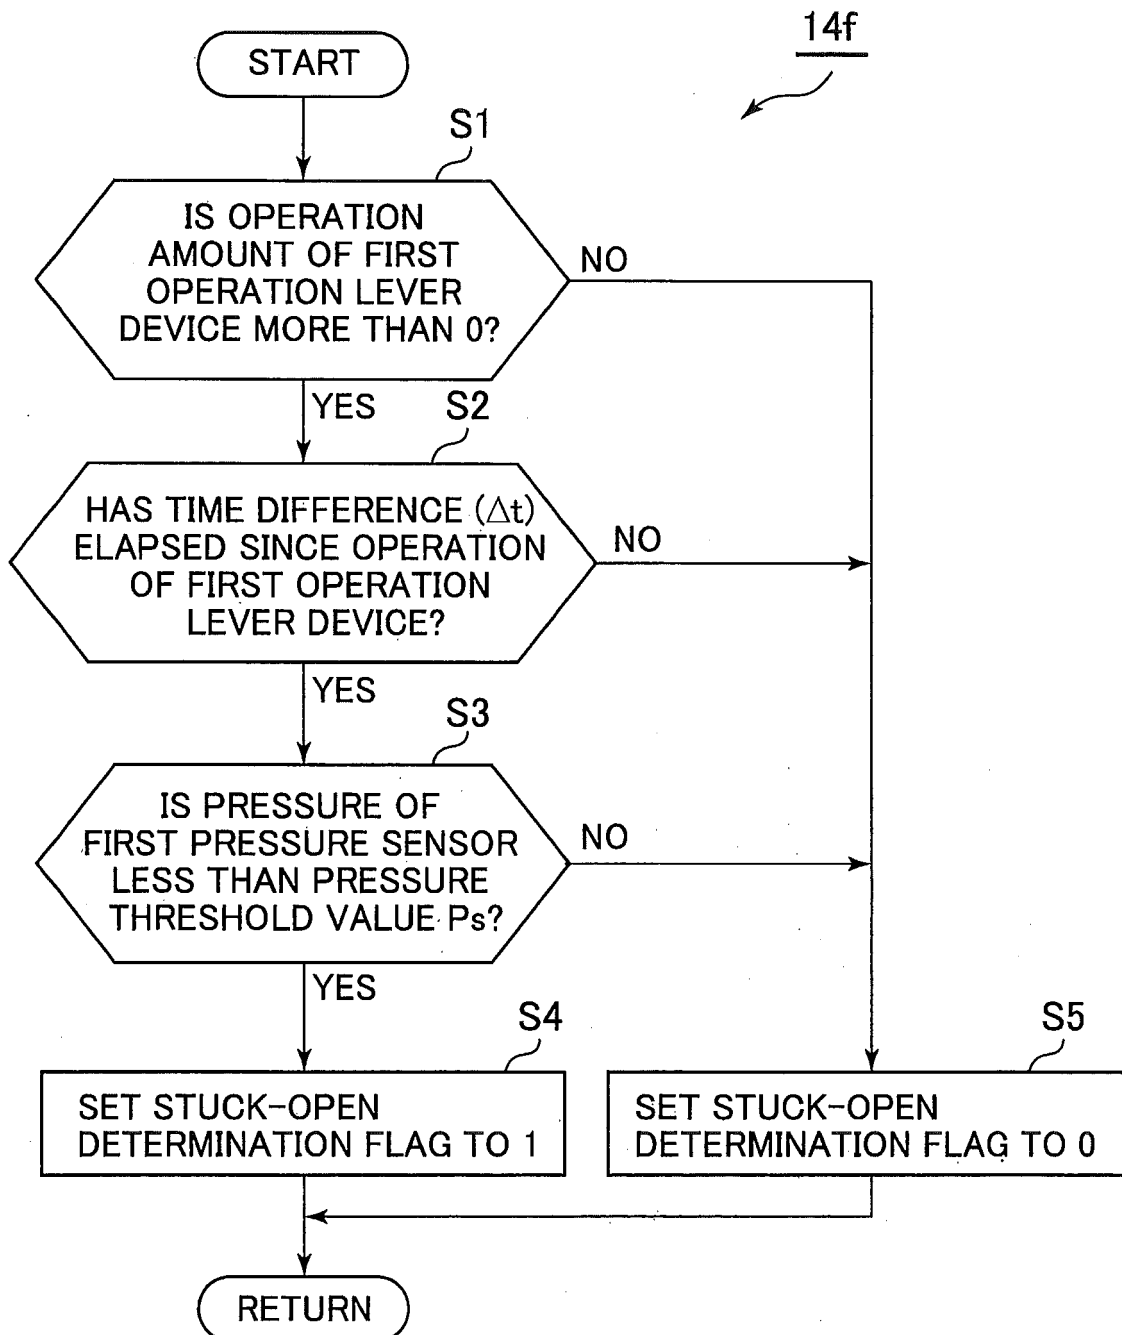 14f
START
S1
IS OPERATION
AMOUNT OF FIRST
OPERATION LEVER
DEVICE MORE THAN 0?
NO
YES
S2
HAS TIME DIFFERENCE (Δt)
ELAPSED SINCE OPERATION
OF FIRST OPERATION
LEVER DEVICE?
NO
YES
S3
IS PRESSURE OF
FIRST PRESSURE SENSOR
LESS THAN PRESSURE
THRESHOLD VALUE Ps?
NO
YES
S4
SET STUCK-OPEN
DETERMINATION FLAG TO 1
S5
SET STUCK-OPEN
DETERMINATION FLAG TO 0
RETURN